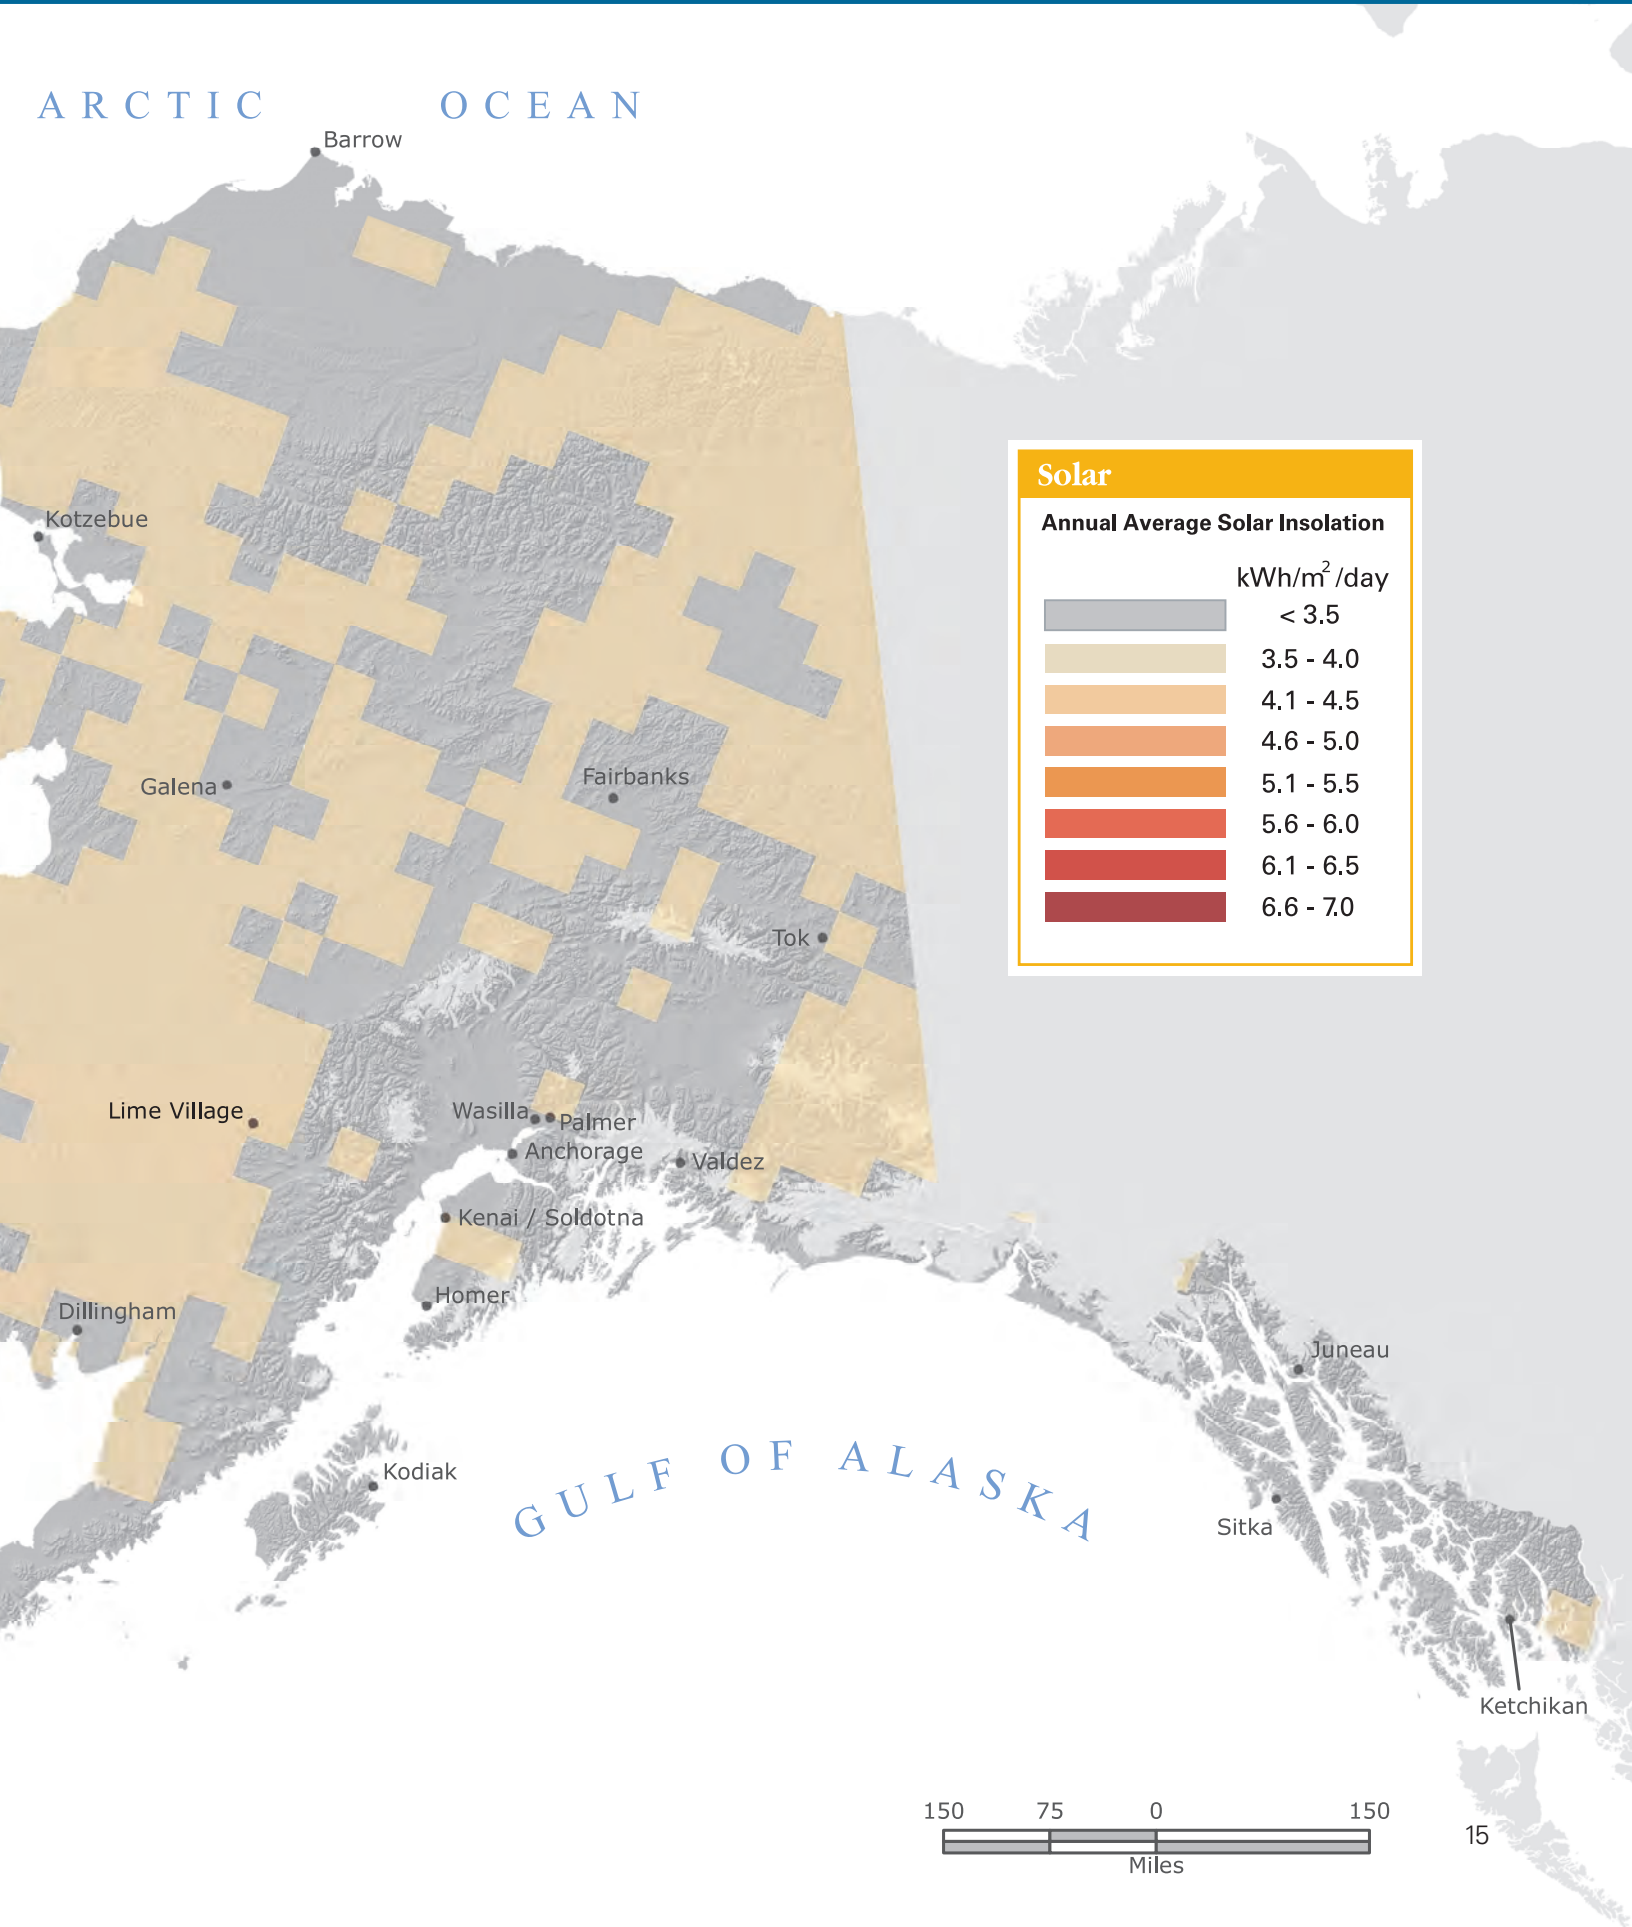 ARCTIC OCEAN
Barrow
Solar
Annual Average Solar Insolation
kWh/m²/day
< 3.5
3.5 - 4.0
4.1 - 4.5
4.6 - 5.0
5.1 - 5.5
5.6 - 6.0
6.1 - 6.5
6.6 - 7.0
Kotzebue
Galena
Fairbanks
Tok
Lime Village
Wasilla
Palmer
Anchorage
Valdez
Kenai / Soldotna
Homer
Dillingham
Juneau
Kodiak
GULF OF ALASKA
Sitka
Ketchikan
150 75 0 150
Miles
15